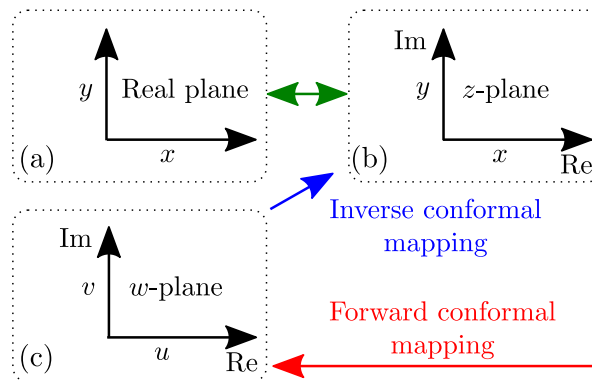 y
Real plane
x
(a)
Im
y
z-plane
x
(b)
Re
Inverse conformal
mapping
Im
v
w-plane
u
(c)
Re
Forward conformal
mapping